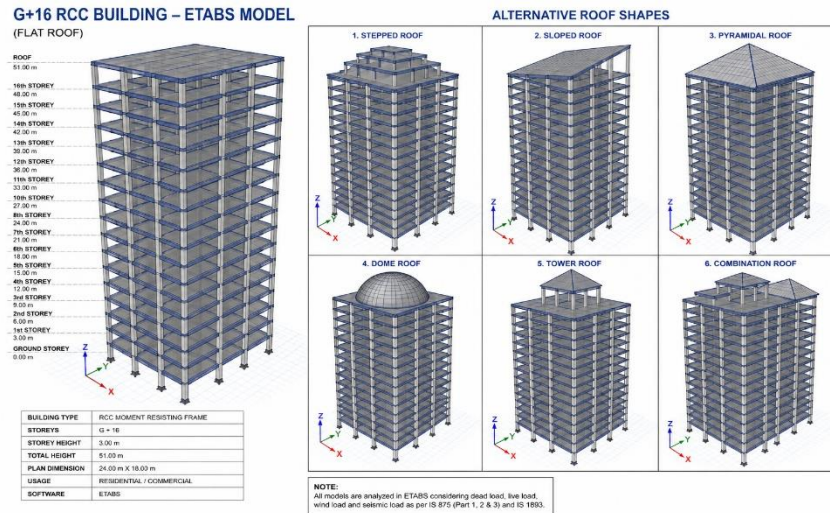 G+16 RCC BUILDING – ETABS MODEL
(FLAT ROOF)
ROOF
51.00 m
16th STOREY
48.00 m
15th STOREY
45.00 m
14th STOREY
42.00 m
13th STOREY
39.00 m
12th STOREY
36.00 m
11th STOREY
33.00 m
10th STOREY
27.00 m
8th STOREY
24.00 m
7th STOREY
21.00 m
6th STOREY
18.00 m
5th STOREY
15.00 m
4th STOREY
12.00 m
3rd STOREY
9.00 m
2nd STOREY
6.00 m
1st STOREY
3.00 m
GROUND STOREY
0.00 m
Z
Y
X
BUILDING TYPE RCC MOMENT RESISTING FRAME
STOREYS G + 16
STOREY HEIGHT 3.00 m
TOTAL HEIGHT 51.00 m
PLAN DIMENSION 24.00 m X 18.00 m
USAGE RESIDENTIAL / COMMERCIAL
SOFTWARE ETABS
ALTERNATIVE ROOF SHAPES
1. STEPPED ROOF
Z
Y
X
2. SLOPED ROOF
Z
Y
X
3. PYRAMIDAL ROOF
Z
Y
X
4. DOME ROOF
Z
Y
X
5. TOWER ROOF
Z
Y
X
6. COMBINATION ROOF
Z
Y
X
NOTE:
All models are analyzed in ETABS considering dead load, live load,
wind load and seismic load as per IS 875 (Part 1, 2 & 3) and IS 1893.